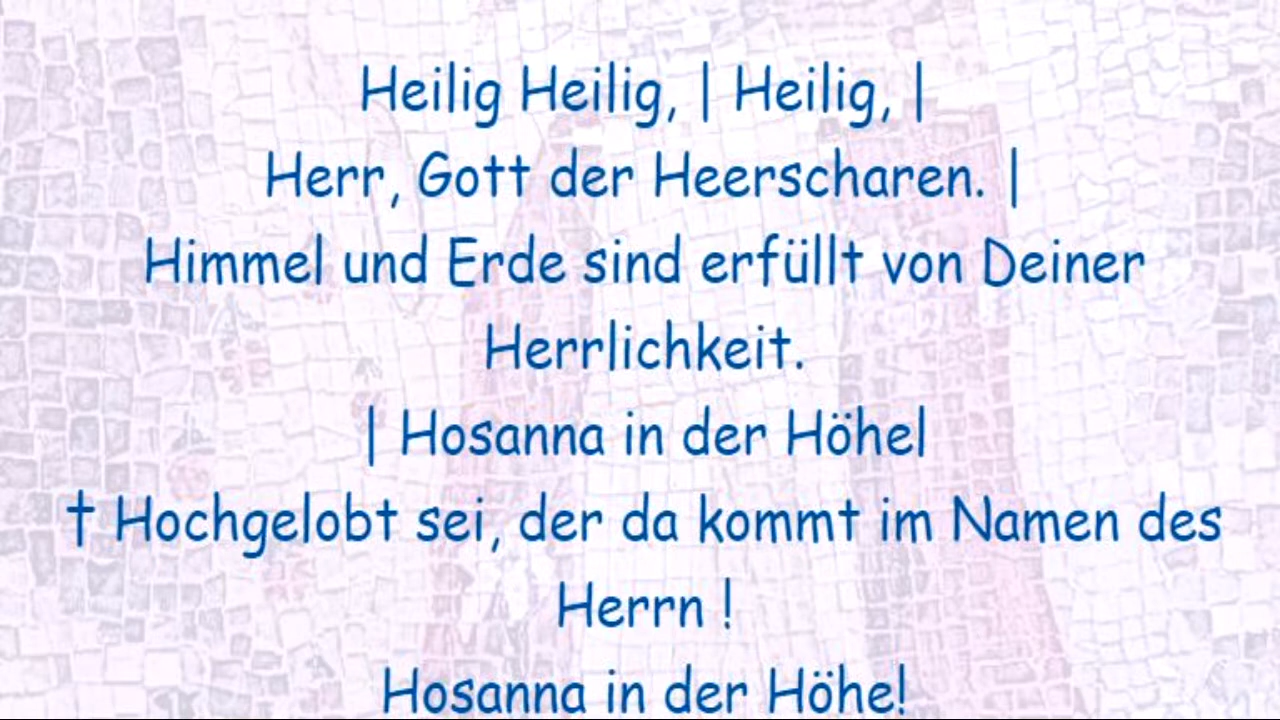 Heilig Heilig, | Heilig, |
Herr, Gott der Heerscharen. |
Himmel und Erde sind erfüllt von Deiner
Herrlichkeit.
| Hosanna in der Höhel
† Hochgelobt sei, der da kommt im Namen des
Herrn !
Hosanna in der Höhe!